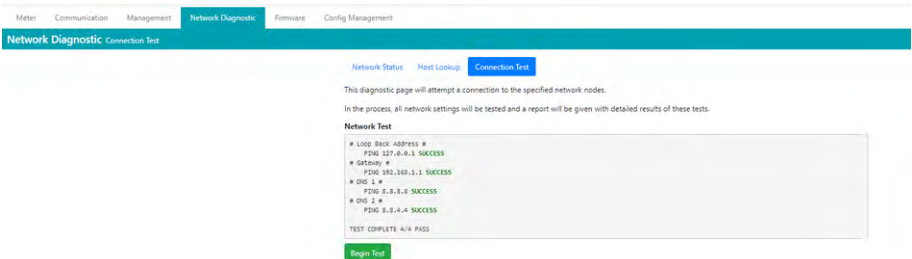 Meter Communication Management Network Diagnostic Firmware Config Management
Network Diagnostic Connection Test
Network Status Host Lookup Connection Test
This diagnostic page will attempt a connection to the specified network nodes.
In the process, all network settings will be tested and a report will be given with detailed results of these tests.
Network Test
# Loop Back Address #
PING 127.0.0.1 SUCCESS
# Gateway #
PING 192.168.1.1 SUCCESS
# DNS 1 #
PING 8.8.8.8 SUCCESS
# DNS 2 #
PING 8.8.4.4 SUCCESS
TEST COMPLETE 4/4 PASS
Begin Test